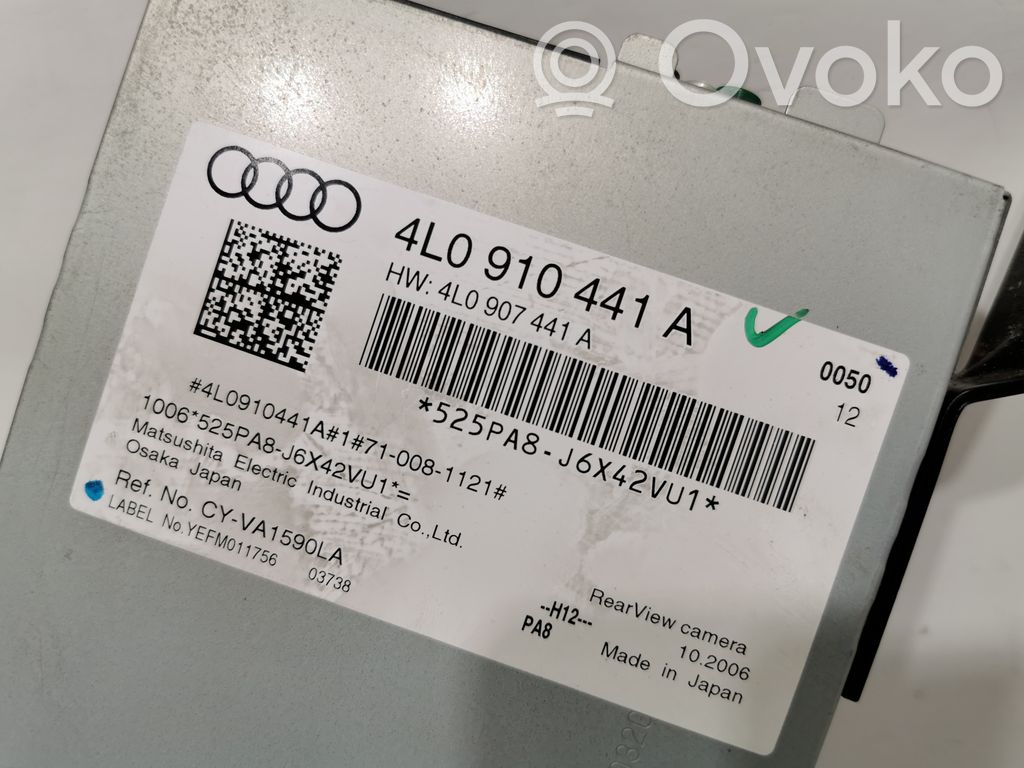 Ovoko
4L0 910 441 A
HW: 4L0 907 441 A
0050
12
*525PA8-J6X42VU1*
#4L0910441A#1#71-008-1121#
1006*525PA8-J6X42VU1*=
Matsushita Electric Industrial Co.,Ltd.
Osaka Japan
Ref. No. CY-VA1590LA
LABEL No.YEFM011756 03738
--H12---
PA8
RearView camera
10.2006
Made in Japan